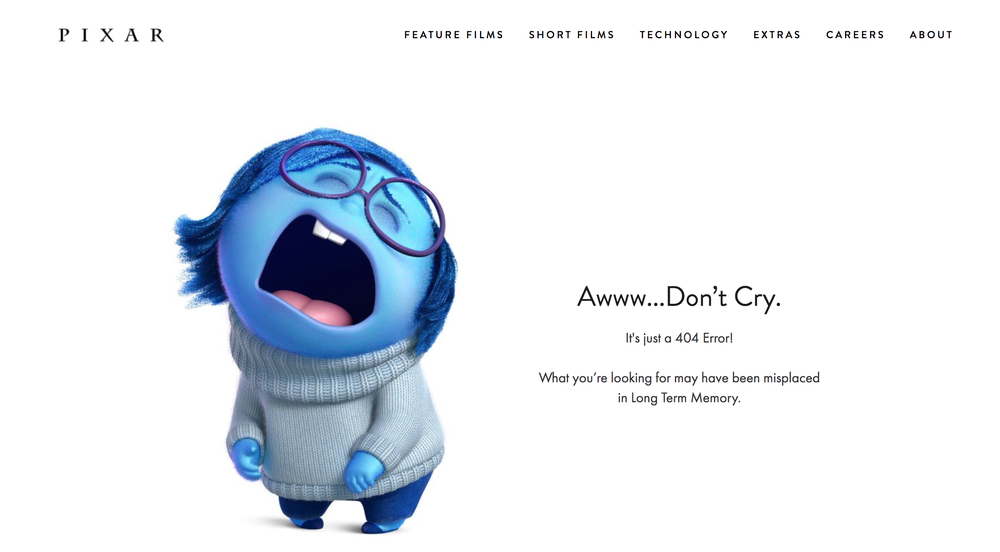 PIXAR
FEATURE FILMS SHORT FILMS TECHNOLOGY EXTRAS CAREERS ABOUT
Awww...Don't Cry.
It's just a 404 Error!
What you're looking for may have been misplaced
in Long Term Memory.